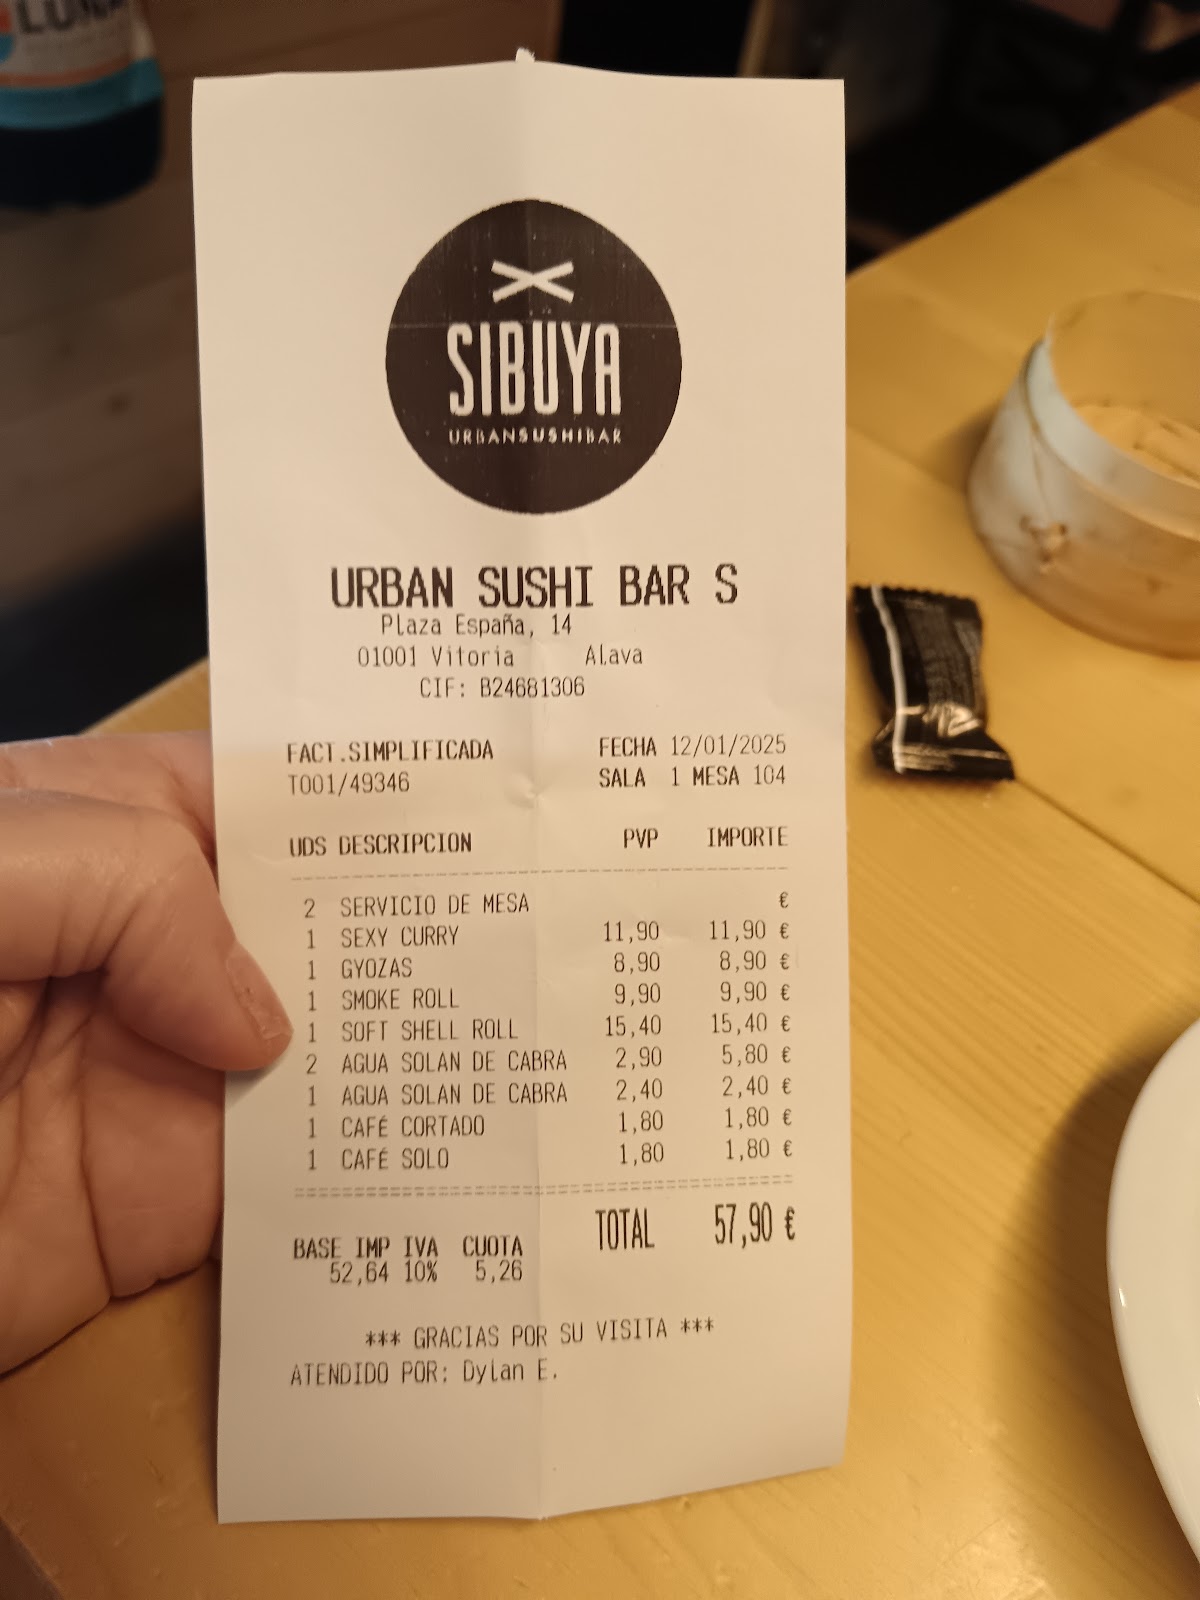 LUNA
SIBUYA
URBANSUSHIBAR
URBAN SUSHI BAR S
Plaza España, 14
01001 Vitoria Alava
CIF: B24681306
FACT.SIMPLIFICADA FECHA 12/01/2025
T001/49346 SALA 1 MESA 104
UDS DESCRIPCION PVP IMPORTE
2 SERVICIO DE MESA €
1 SEXY CURRY 11,90 11,90 €
1 GYOZAS 8,90 8,90 €
1 SMOKE ROLL 9,90 9,90 €
1 SOFT SHELL ROLL 15,40 15,40 €
2 AGUA SOLAN DE CABRA 2,90 5,80 €
1 AGUA SOLAN DE CABRA 2,40 2,40 €
1 CAFÉ CORTADO 1,80 1,80 €
1 CAFÉ SOLO 1,80 1,80 €
TOTAL 57,90 €
BASE IMP IVA CUOTA
52,64 10% 5,26
*** GRACIAS POR SU VISITA ***
ATENDIDO POR: Dylan E.